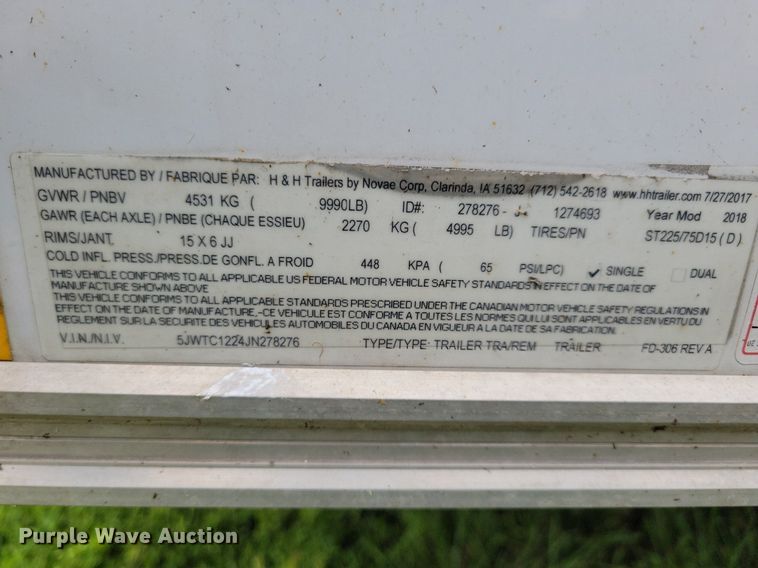 MANUFACTURED BY / FABRIQUE PAR: H & H Trailers by Novae Corp, Clarinda, IA 51632 (712) 542-2618 www.hhtrailer.com 7/27/2017
GVWR / PNBV 4531 KG ( 9990LB) ID#: 278276 - 1274693 Year Mod 2018
GAWR (EACH AXLE) / PNBE (CHAQUE ESSIEU) 2270 KG ( 4995 LB) TIRES/PN ST225/75D15 ( D )
RIMS/JANT. 15 X 6 JJ
COLD INFL. PRESS./PRESS.DE GONFL. A FROID 448 KPA ( 65 PSI/LPC) ✓ SINGLE DUAL
THIS VEHICLE CONFORMS TO ALL APPLICABLE US FEDERAL MOTOR VEHICLE SAFETY STANDARDS IN EFFECT ON THE DATE OF
MANUFACTURE SHOWN ABOVE
THIS VEHICLE CONFORMS TO ALL APPLICABLE STANDARDS PRESCRIBED UNDER THE CANADIAN MOTOR VEHICLE SAFETY REGULATIONS IN
EFFECT ON THE DATE OF MANUFACTURE,-CE VEHICULE EST CONFORME A TOUTES LES NORMES QUI LUI SONT APPLICABLES EN
REGLEMENT SUR LA SECURITE DES VEHICLES AUTOMOBILES DU CANADA EN VIGUEUR A LA DATE DE SA FABRICATION.
V.I.N./N.I.V. 5JWTC1224JN278276 TYPE/TYPE: TRAILER TRA/REM TRAILER FD-306 REV A
Purple Wave Auction